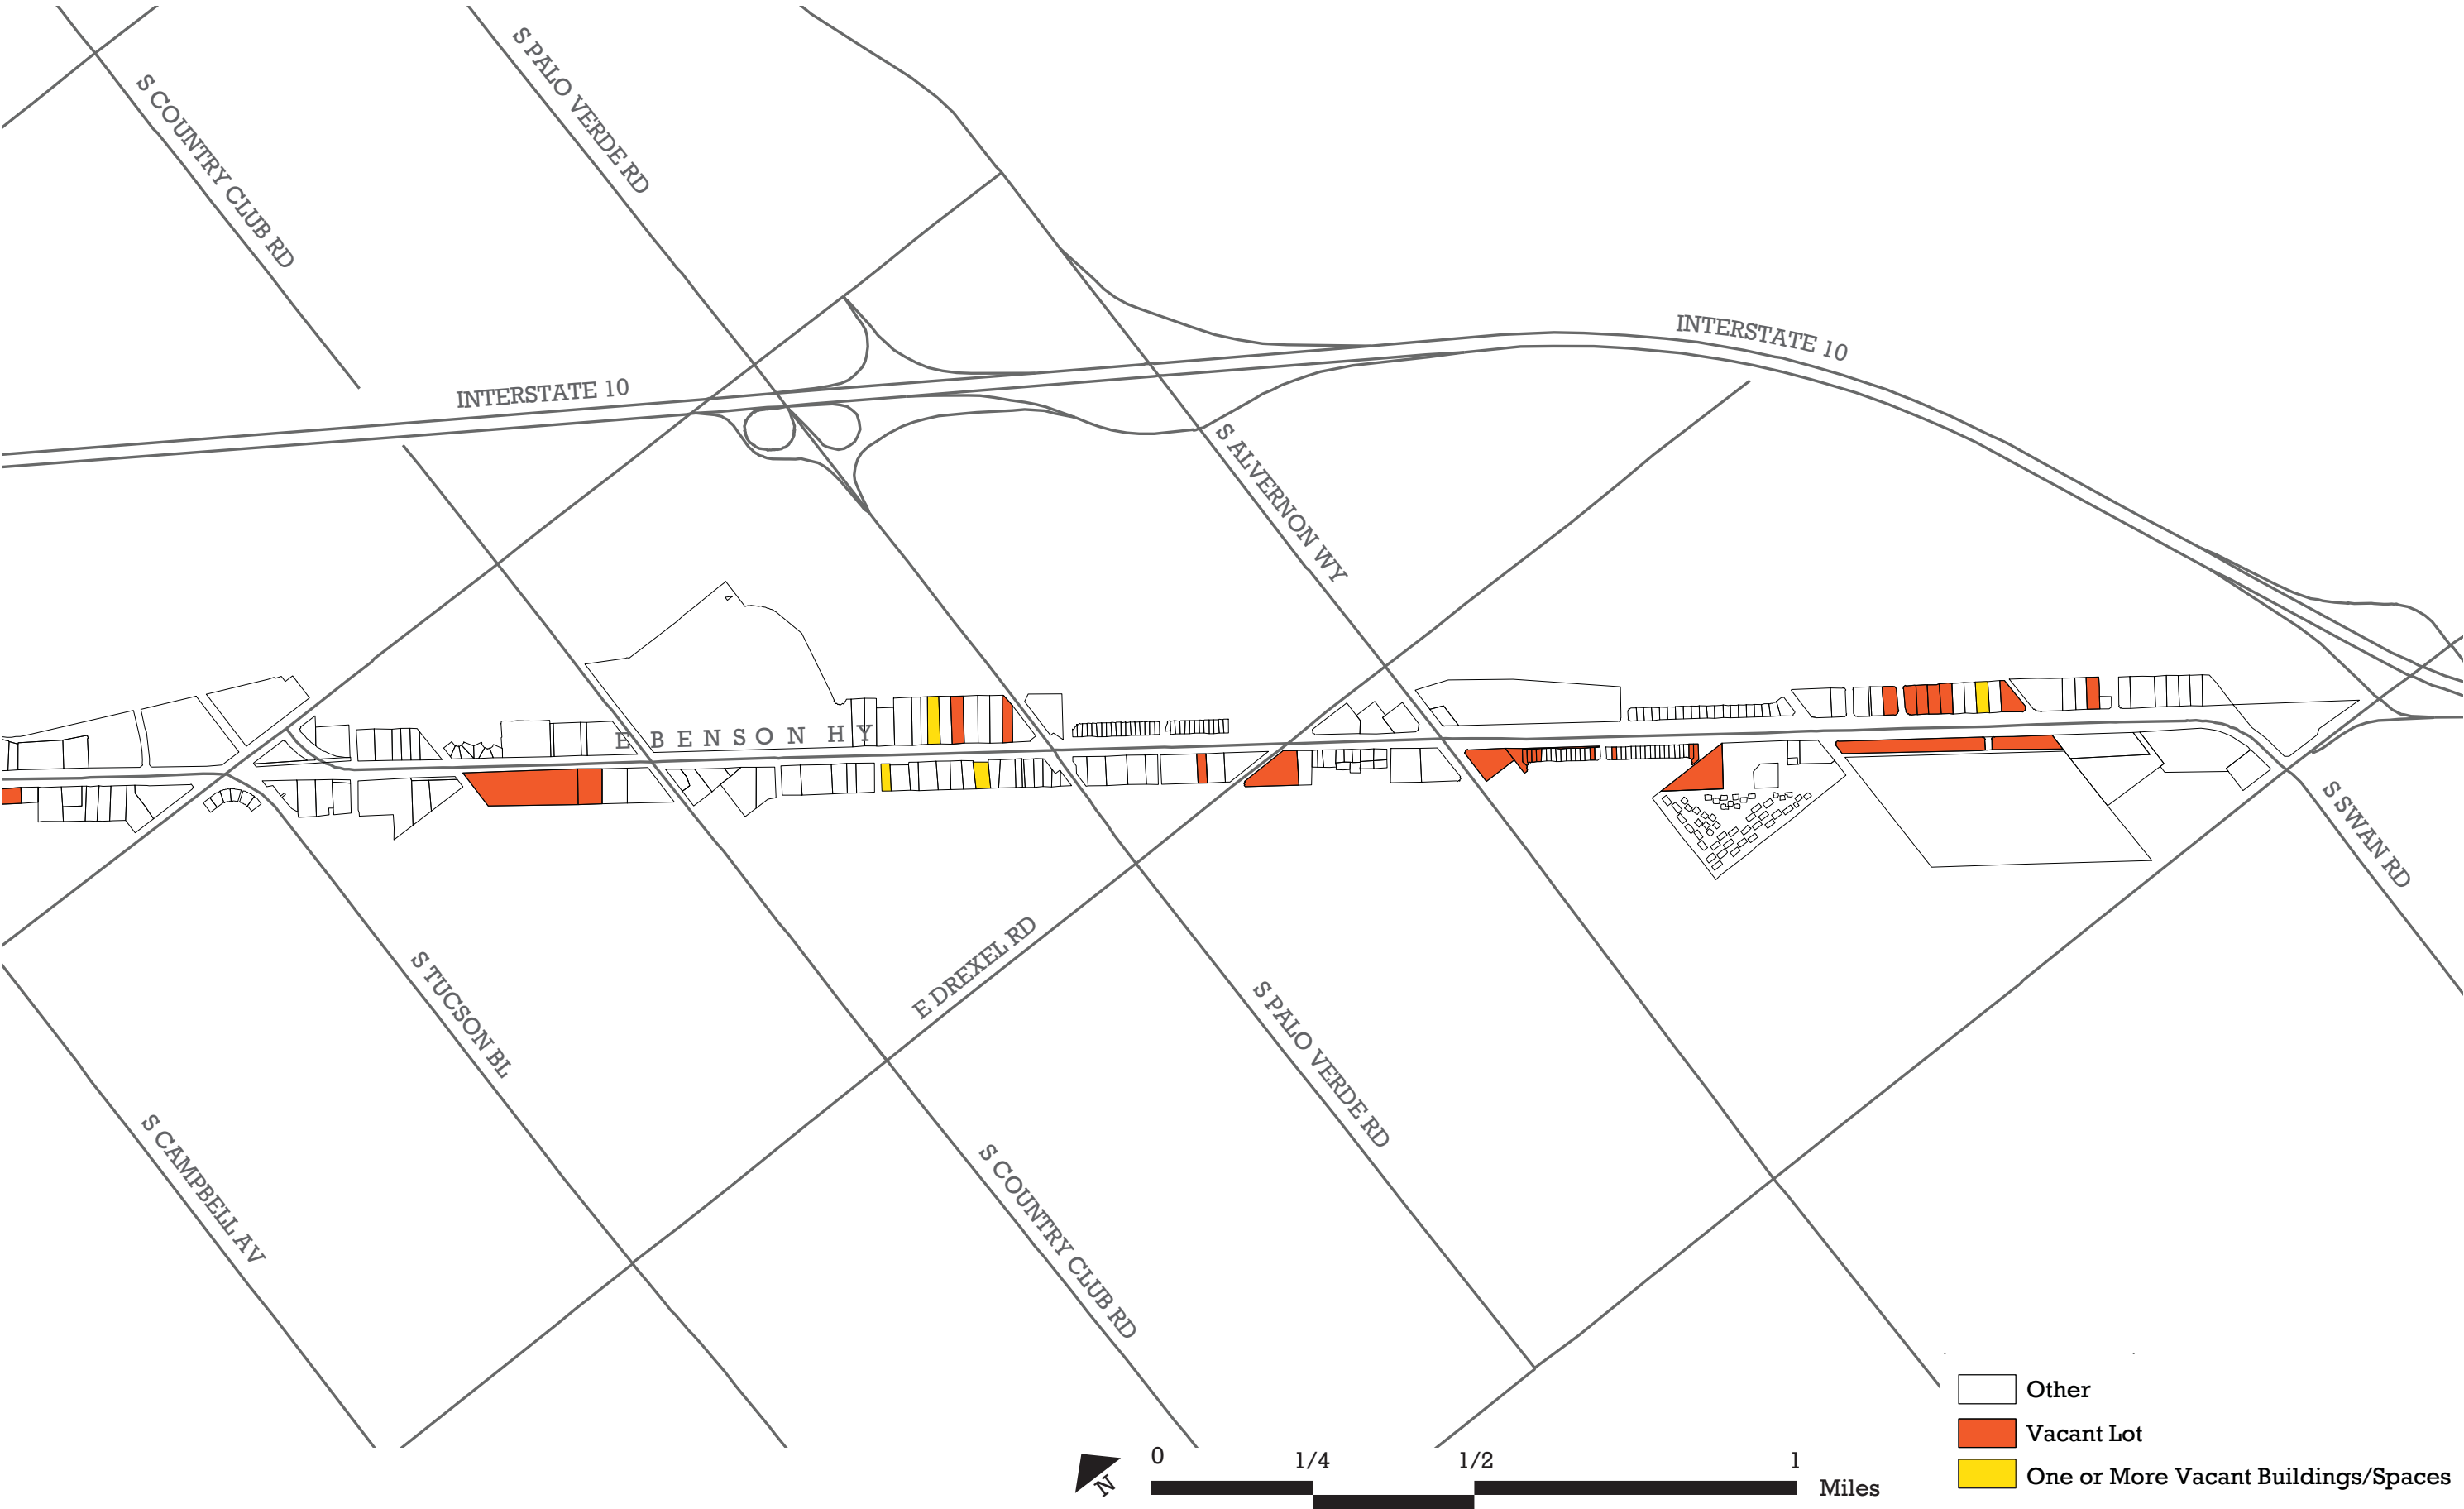 S COUNTRY CLUB RD
S PALO VERDE RD
INTERSTATE 10
INTERSTATE 10
S ALVERNON WY
E BENSON HY
S SWAN RD
S TUCSON BL
E DREXEL RD
S PALO VERDE RD
S CAMPBELL AV
S COUNTRY CLUB RD
Other
Vacant Lot
One or More Vacant Buildings/Spaces
N
0 1/4 1/2 1
Miles